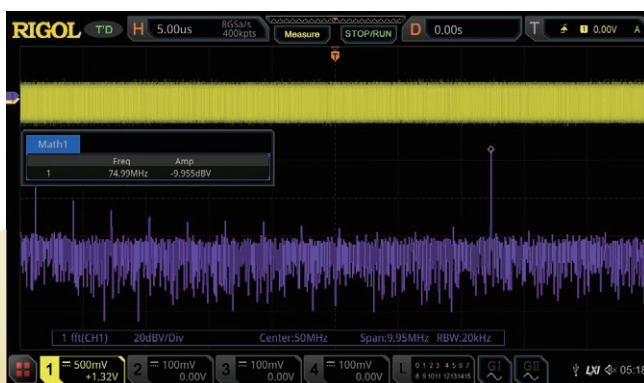 RIGOL T'D H 5.00us 8GSa/s 400kpts Measure STOP/RUN D 0.00s T 1 0.00V A
T
Math1
Freq Amp
1 74.99MHz -9.955dBV
1 fft(CH1) 20dBV/Div Center:50MHz Span:9.95MHz RBW:20kHz
1 500mV +1.32V 2 100mV 0.00V 3 100mV 0.00V 4 100mV 0.00V L 0 1 2 3 4 5 6 7 8 9 10 11 12 13 14 15 GI GII LXI